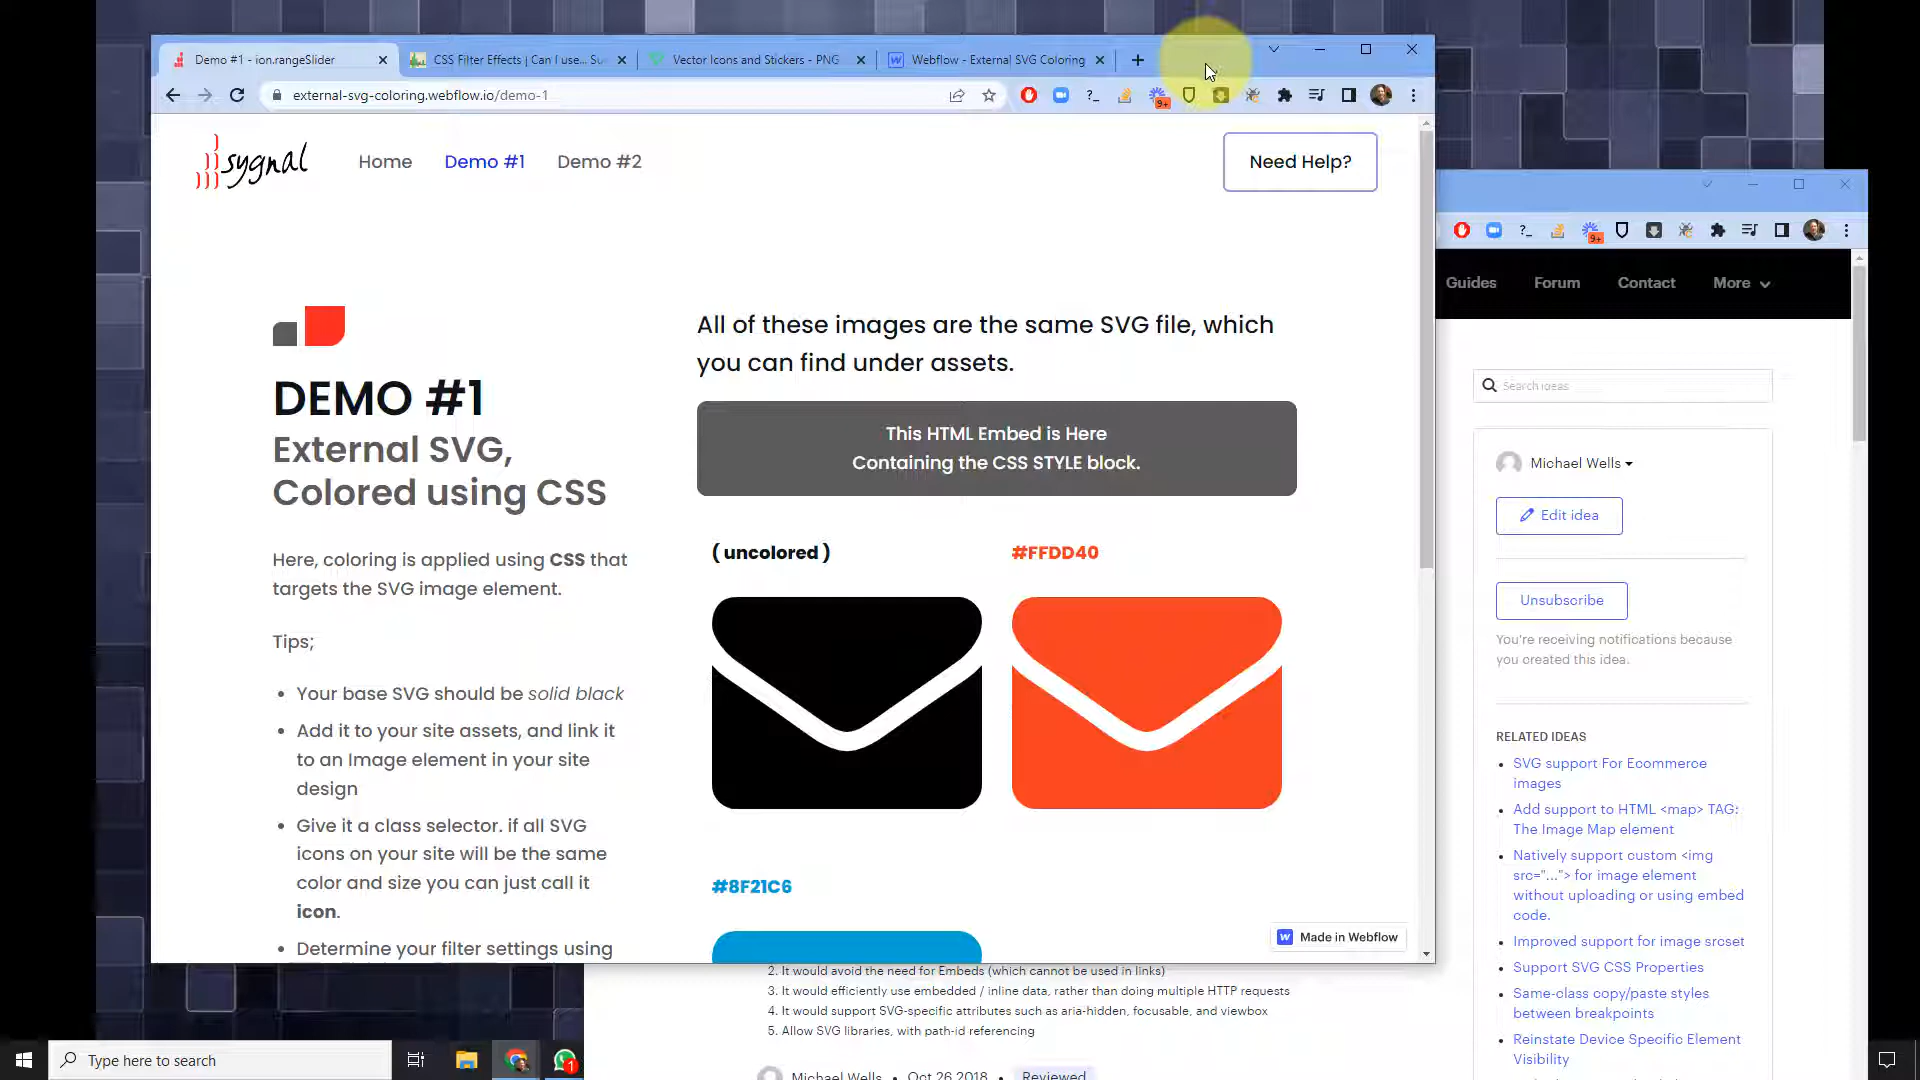 Demo #1 - ion.rangeSlider
CSS Filter Effects | Can I use... Su
Vector Icons and Stickers - PNG
Webflow - External SVG Coloring
external-svg-coloring.webflow.io/demo-1
9+
sygnal
Home
Demo #1
Demo #2
Need Help?
DEMO #1
External SVG,
Colored using CSS
Here, coloring is applied using CSS that
targets the SVG image element.
Tips;
• Your base SVG should be solid black
• Add it to your site assets, and link it
to an Image element in your site
design
• Give it a class selector. if all SVG
icons on your site will be the same
color and size you can just call it
icon.
• Determine your filter settings using
All of these images are the same SVG file, which
you can find under assets.
This HTML Embed is Here
Containing the CSS STYLE block.
( uncolored )
#FFDD40
#8F21C6
Made in Webflow
9+
Guides
Forum
Contact
More
Search ideas
Michael Wells
Edit idea
Unsubscribe
You're receiving notifications because
you created this idea.
RELATED IDEAS
• SVG support For Ecommerce
images
• Add support to HTML <map> TAG:
The Image Map element
• Natively support custom <img
src="..."> for image element
without uploading or using embed
code.
• Improved support for image srcset
• Support SVG CSS Properties
• Same-class copy/paste styles
between breakpoints
• Reinstate Device Specific Element
Visibility
2. It would avoid the need for Embeds (which cannot be used in links)
3. It would efficiently use embedded / inline data, rather than doing multiple HTTP requests
4. It would support SVG-specific attributes such as aria-hidden, focusable, and viewbox
5. Allow SVG libraries, with path-id referencing
Michael Wells • Oct 26 2018 • Reviewed
Type here to search
1